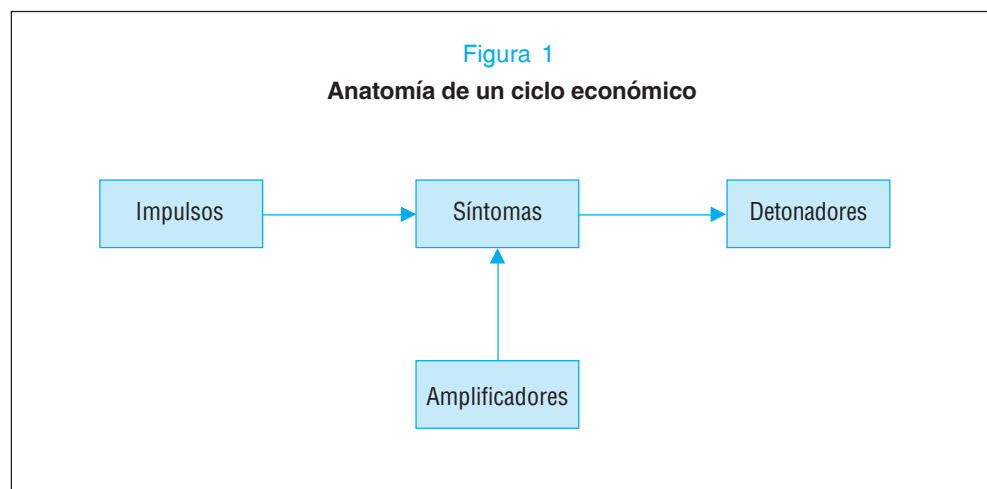 Figura 1
Anatomía de un ciclo económico
Impulsos
Síntomas
Detonadores
Amplificadores